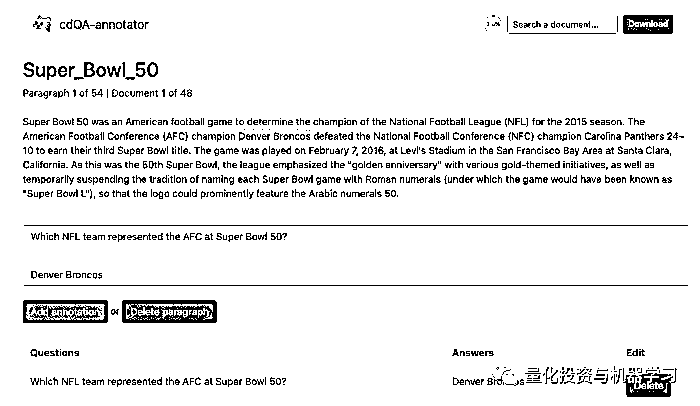 cdQA-annotator
Search a document...
Download
Super_Bowl_50
Paragraph 1 of 54 | Document 1 of 48
Super Bowl 50 was an American football game to determine the champion of the National Football League (NFL) for the 2015 season. The
American Football Conference (AFC) champion Denver Broncos defeated the National Football Conference (NFC) champion Carolina Panthers 24–
10 to earn their third Super Bowl title. The game was played on February 7, 2016, at Levi's Stadium in the San Francisco Bay Area at Santa Clara,
California. As this was the 50th Super Bowl, the league emphasized the "golden anniversary" with various gold-themed initiatives, as well as
temporarily suspending the tradition of naming each Super Bowl game with Roman numerals (under which the game would have been known as
"Super Bowl L"), so that the logo could prominently feature the Arabic numerals 50.
Which NFL team represented the AFC at Super Bowl 50?
Denver Broncos
Add annotation or Delete paragraph
Questions Answers Edit
Which NFL team represented the AFC at Super Bowl 50? Denver Broncos Delete
量化投资与机器学习